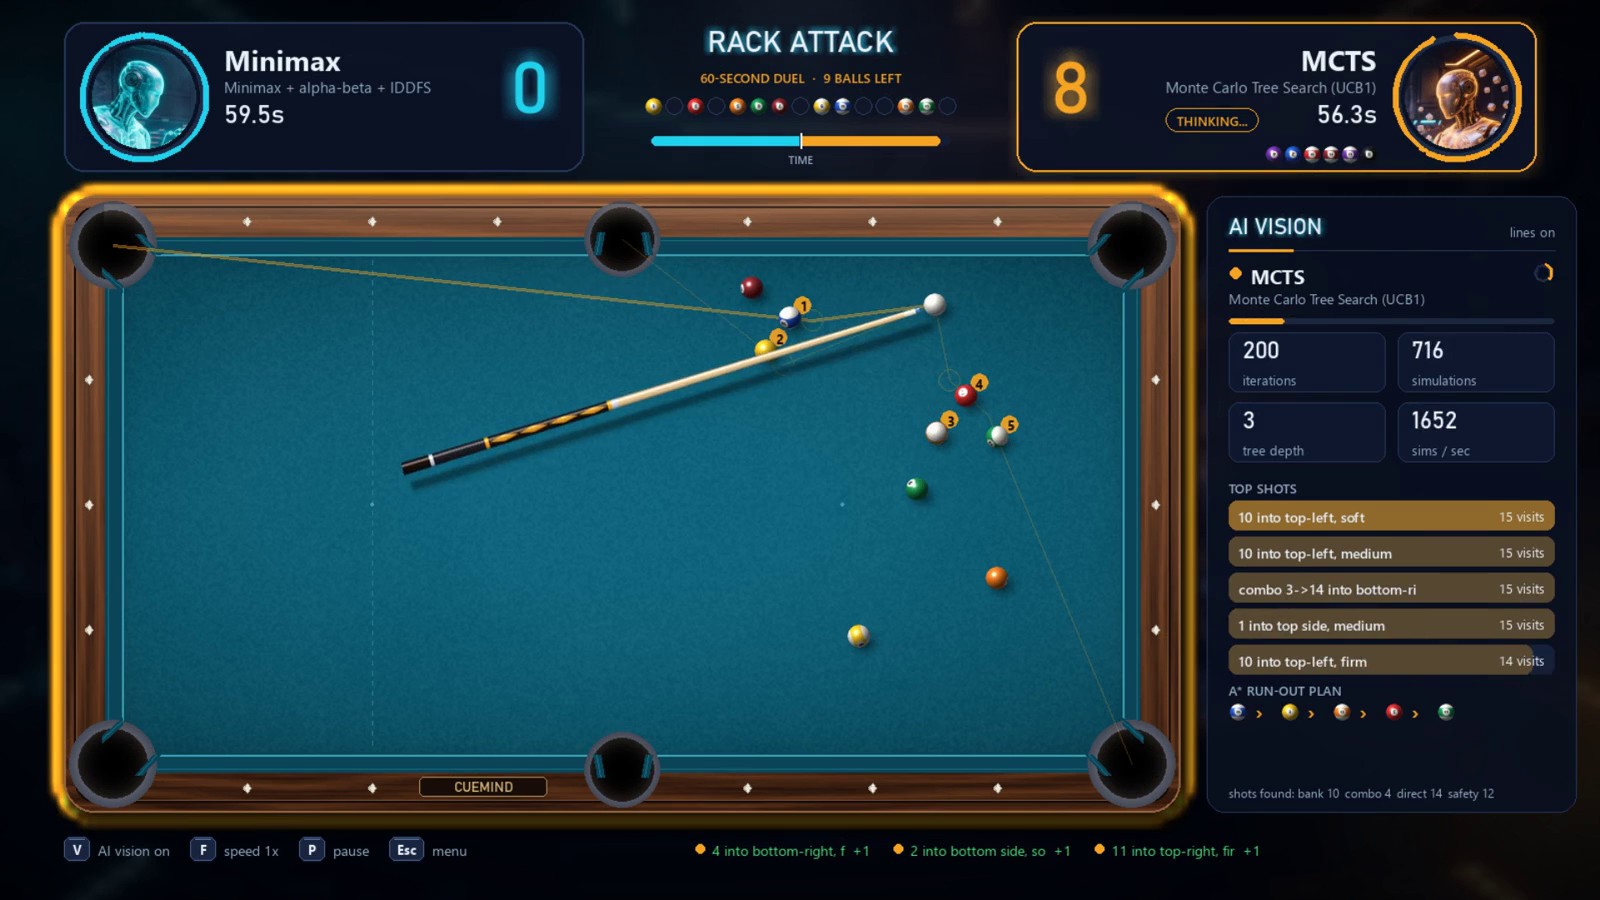 Minimax
Minimax + alpha-beta + IDDFS
59.5s
0
RACK ATTACK
60-SECOND DUEL · 9 BALLS LEFT
TIME
8
MCTS
Monte Carlo Tree Search (UCB1)
THINKING...
56.3s
1
2
3
4
5
CUEMIND
AI VISION
lines on
MCTS
Monte Carlo Tree Search (UCB1)
200
iterations
716
simulations
3
tree depth
1652
sims / sec
TOP SHOTS
10 into top-left, soft 15 visits
10 into top-left, medium 15 visits
combo 3->14 into bottom-ri 15 visits
1 into top side, medium 15 visits
10 into top-left, firm 14 visits
A* RUN-OUT PLAN
shots found: bank 10 combo 4 direct 14 safety 12
V AI vision on F speed 1x P pause Esc menu
4 into bottom-right, f +1 2 into bottom side, so +1 11 into top-right, fir +1